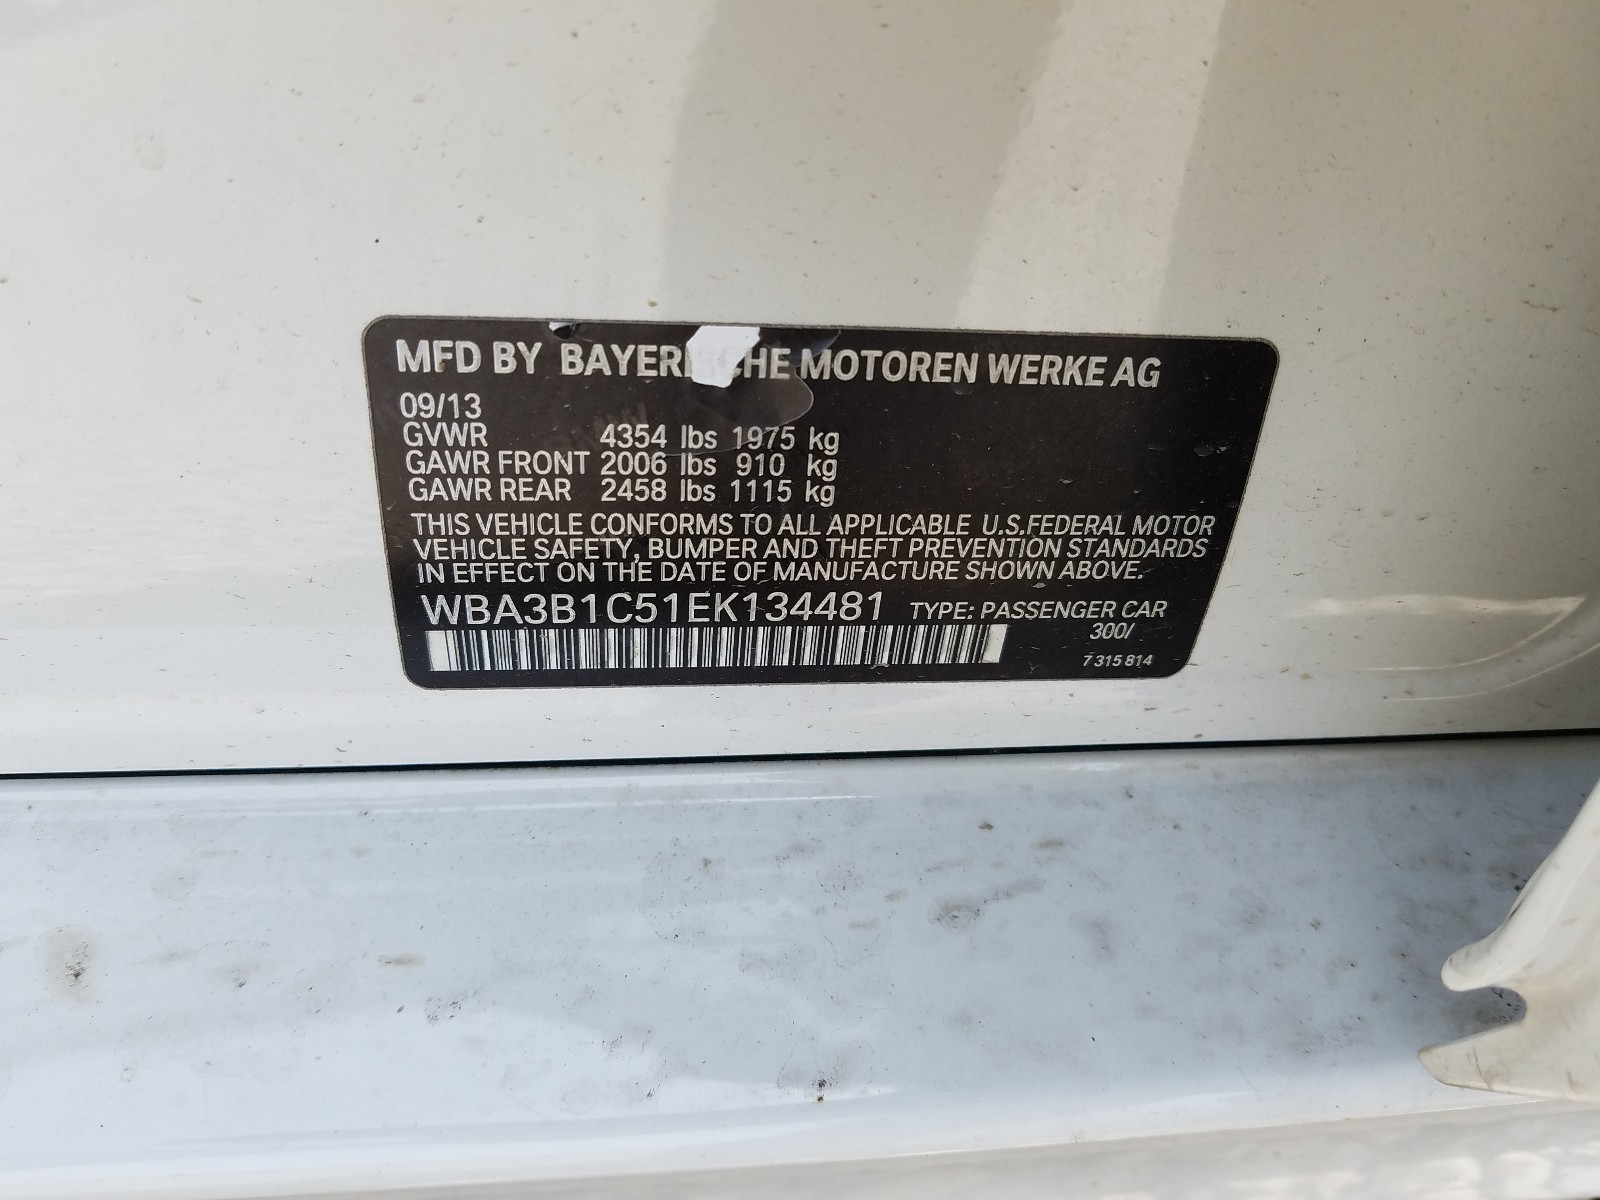 MFD BY BAYERISCHE MOTOREN WERKE AG
09/13
GVWR 4354 lbs 1975 kg
GAWR FRONT 2006 lbs 910 kg
GAWR REAR 2458 lbs 1115 kg
THIS VEHICLE CONFORMS TO ALL APPLICABLE U.S.FEDERAL MOTOR
VEHICLE SAFETY, BUMPER AND THEFT PREVENTION STANDARDS
IN EFFECT ON THE DATE OF MANUFACTURE SHOWN ABOVE.
WBA3B1C51EK134481 TYPE: PASSENGER CAR
300/
7 315 814